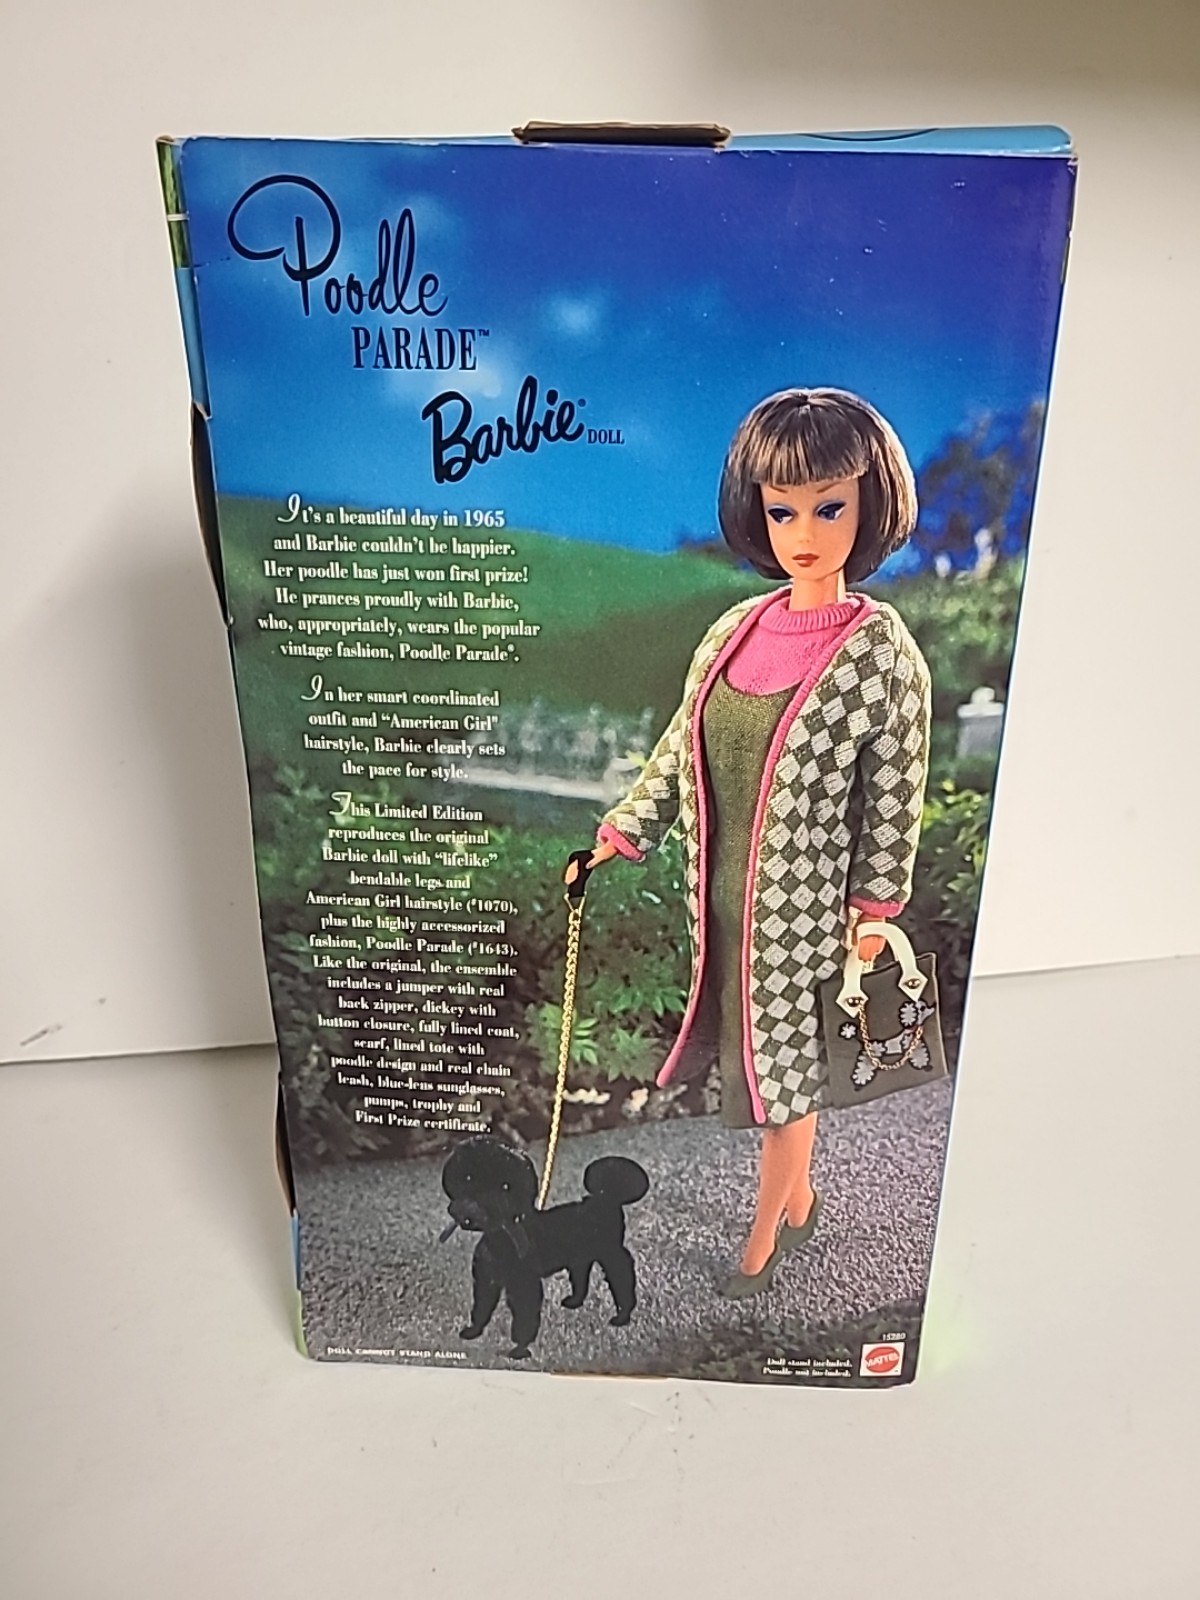 Poodle
PARADE™
Barbie® DOLL
It's a beautiful day in 1965
and Barbie couldn't be happier.
Her poodle has just won first prize!
He prances proudly with Barbie,
who, appropriately, wears the popular
vintage fashion, Poodle Parade®.
In her smart coordinated
outfit and "American Girl"
hairstyle, Barbie clearly sets
the pace for style.
This Limited Edition
reproduces the original
Barbie doll with "lifelike"
bendable legs and
American Girl hairstyle (#1070),
plus the highly accessorized
fashion, Poodle Parade (#1643).
Like the original, the ensemble
includes a jumper with real
back zipper, dickey with
button closure, fully lined coat,
scarf, lined tote with
poodle design and real chain
leash, blue-lens sunglasses,
pumps, trophy and
First Prize certificate.
DOLL CANNOT STAND ALONE
15280
Doll stand included.
Poodle not included.
MATTEL